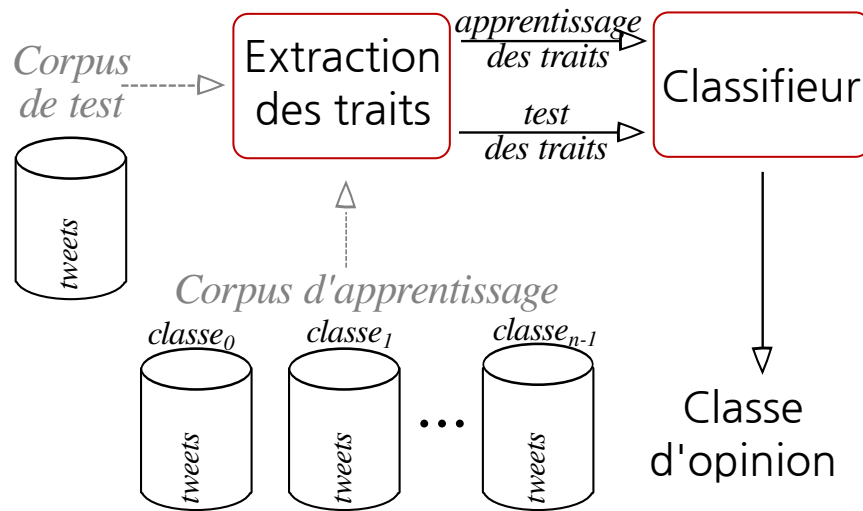 Corpus
de test
tweets
Extraction
des traits
apprentissage
des traits
test
des traits
Classifieur
Corpus d'apprentissage
classe0
tweets
classe1
tweets
...
classen-1
tweets
Classe
d'opinion